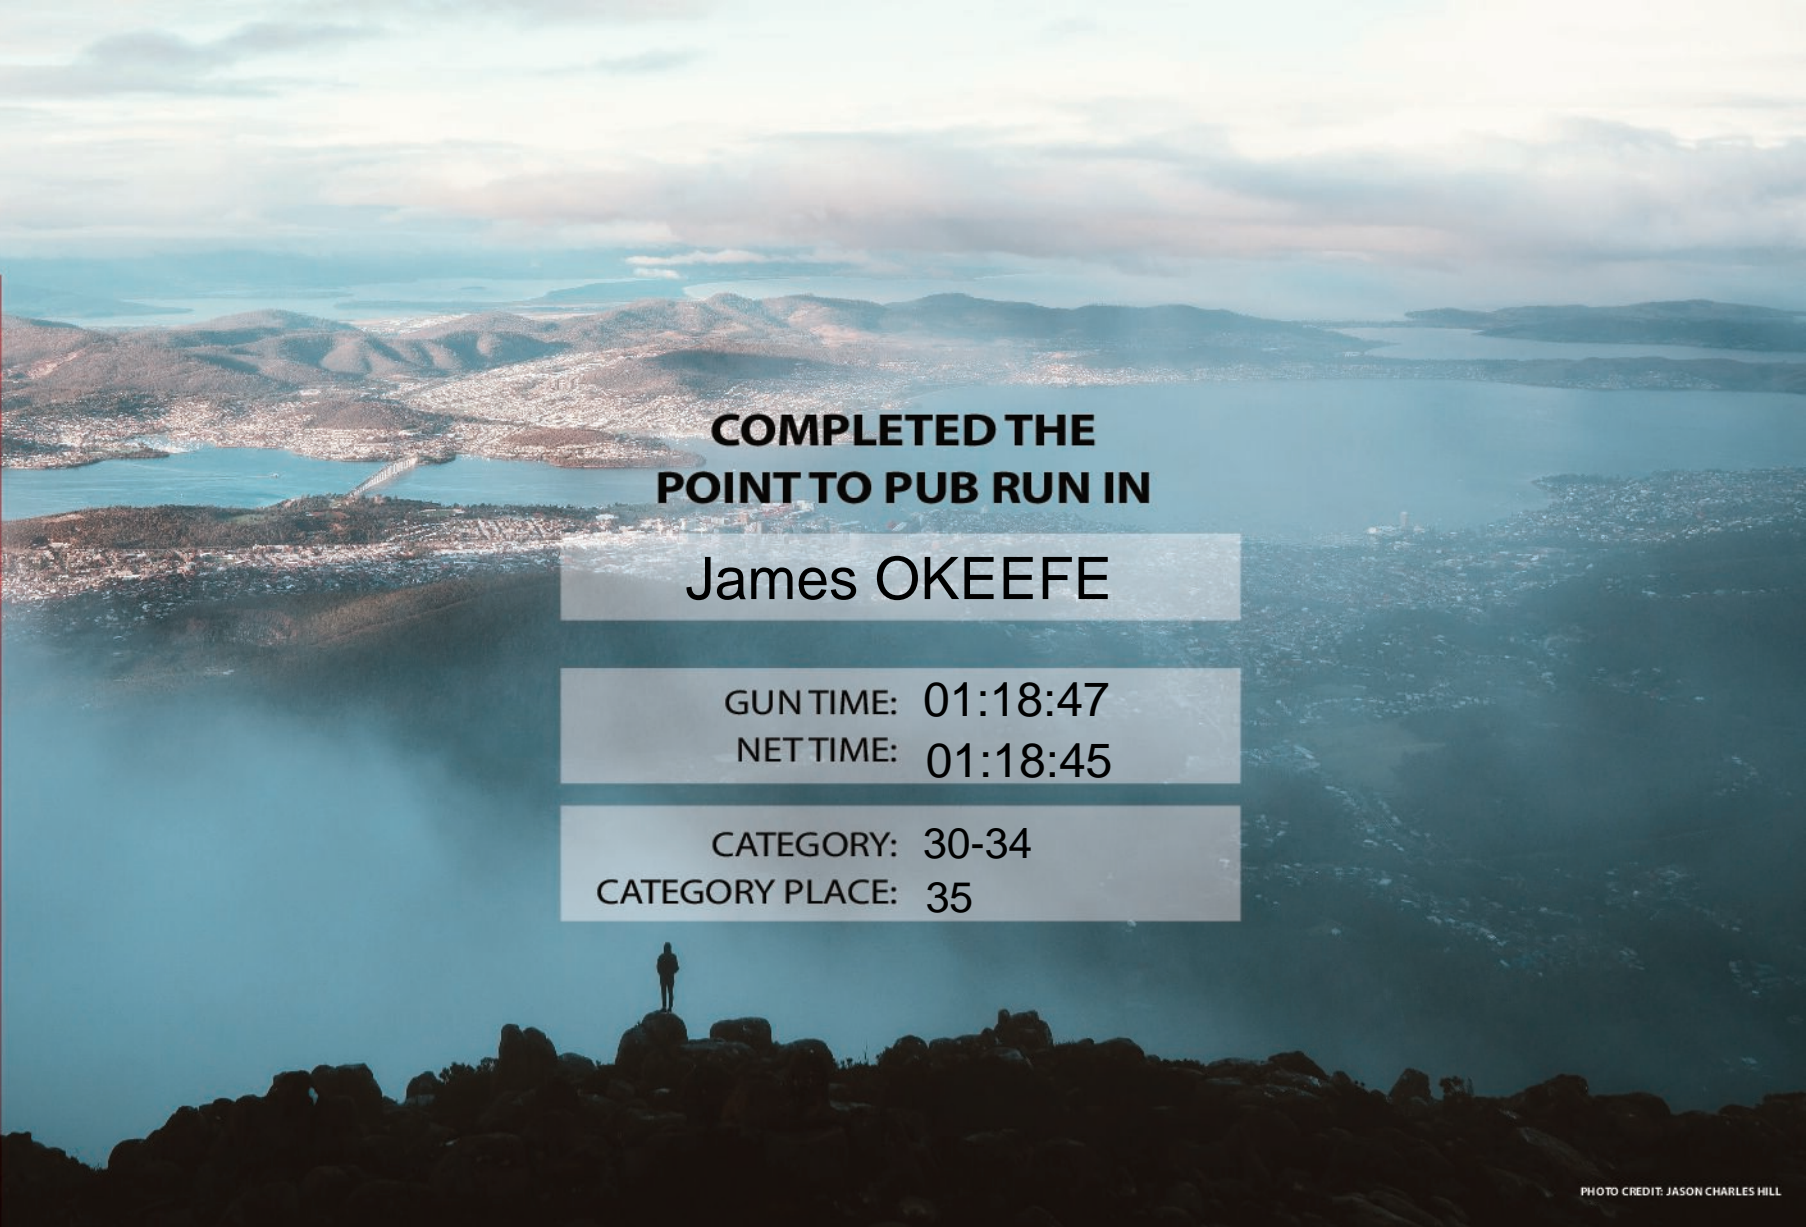 COMPLETED THE
POINT TO PUB RUN IN
James OKEEFE
GUN TIME: 01:18:47
NET TIME: 01:18:45
CATEGORY: 30-34
CATEGORY PLACE: 35
PHOTO CREDIT: JASON CHARLES HILL